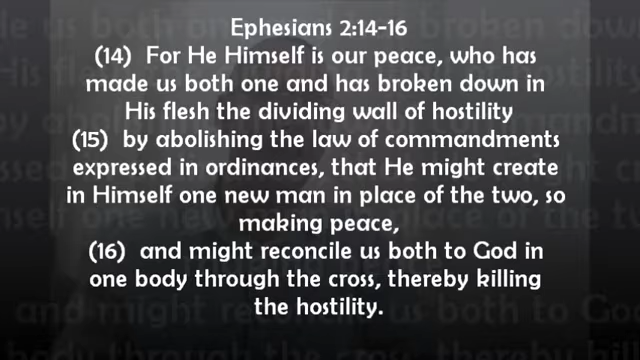 Ephesians 2:14-16
(14)  For He Himself is our peace, who has
made us both one and has broken down in
His flesh the dividing wall of hostility
(15)  by abolishing the law of commandments
expressed in ordinances, that He might create
in Himself one new man in place of the two, so
making peace,
(16)  and might reconcile us both to God in
one body through the cross, thereby killing
the hostility.